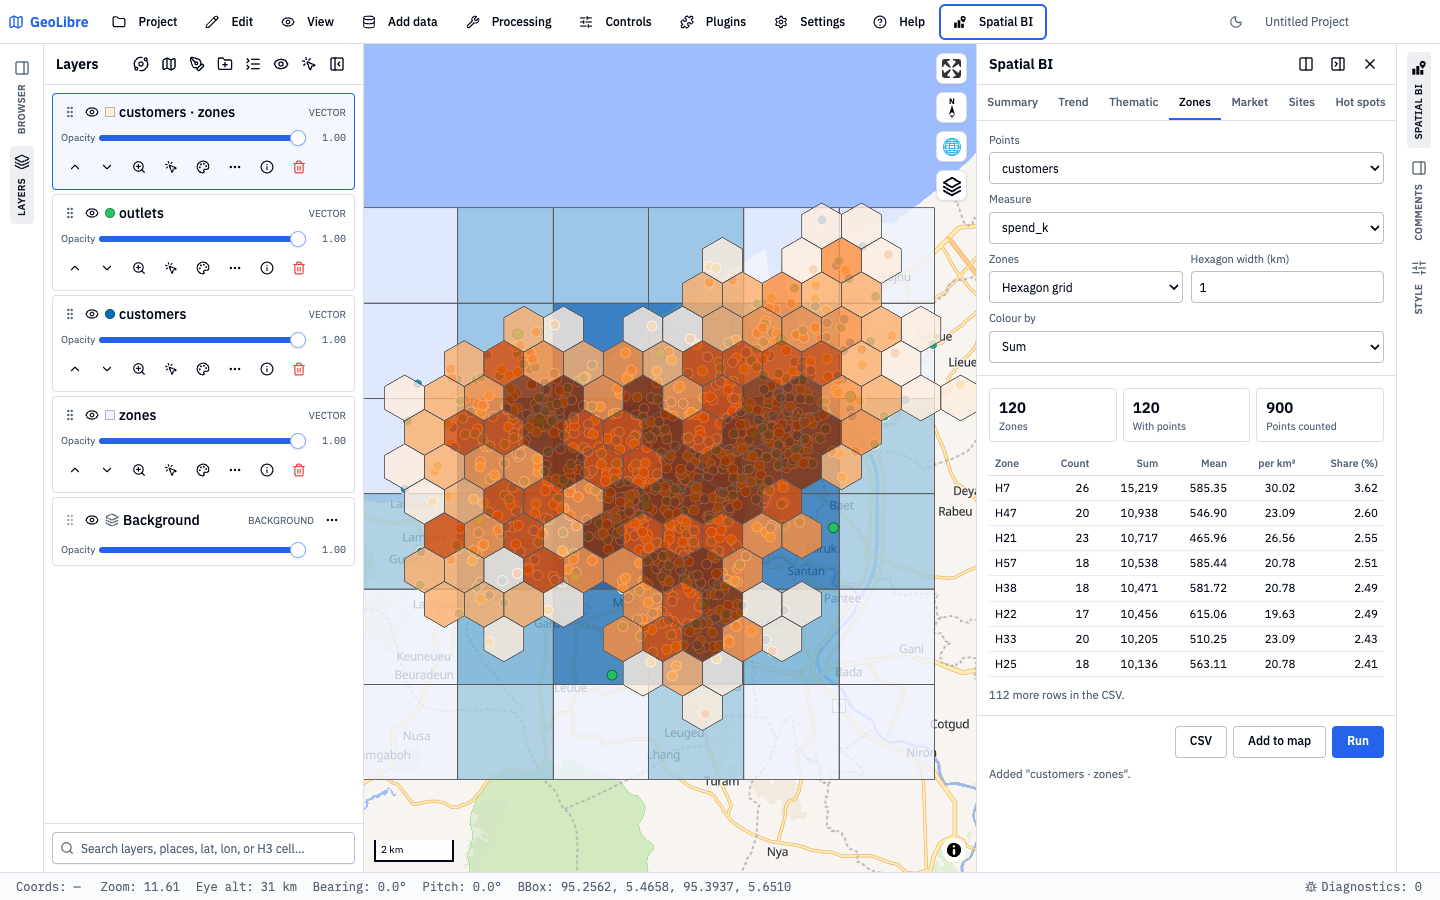 GeoLibre
Project
Edit
View
Add data
Processing
Controls
Plugins
Settings
Help
Spatial BI
Untitled Project
BROWSER
LAYERS
Layers
customers · zones
VECTOR
Opacity
1.00
outlets
VECTOR
Opacity
1.00
customers
VECTOR
Opacity
1.00
zones
VECTOR
Opacity
1.00
Background
BACKGROUND
Opacity
1.00
Search layers, places, lat, lon, or H3 cell...
N
Lieue
Baet
Rabeu
Santan
Pantee
Gani
Keuneueu
Beuradeun
Bada
Leuue
Nusa
Leugeu
Lhang
Cotgud
Niron
Turam
Nya
2 km
Spatial BI
Summary
Trend
Thematic
Zones
Market
Sites
Hot spots
Points
customers
Measure
spend_k
Zones
Hexagon width (km)
Hexagon grid
1
Colour by
Sum
120
Zones
120
With points
900
Points counted
Zone Count Sum Mean per km² Share (%)
H7 26 15,219 585.35 30.02 3.62
H47 20 10,938 546.90 23.09 2.60
H21 23 10,717 465.96 26.56 2.55
H57 18 10,538 585.44 20.78 2.51
H38 18 10,471 581.72 20.78 2.49
H22 17 10,456 615.06 19.63 2.49
H33 20 10,205 510.25 23.09 2.43
H25 18 10,136 563.11 20.78 2.41
112 more rows in the CSV.
CSV
Add to map
Run
Added "customers · zones".
SPATIAL BI
COMMENTS
STYLE
Coords: — Zoom: 11.61 Eye alt: 31 km Bearing: 0.0° Pitch: 0.0° BBox: 95.2562, 5.4658, 95.3937, 5.6510
Diagnostics: 0